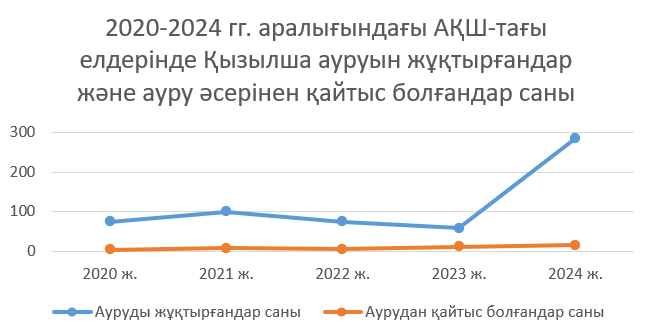 2020-2024 гг. аралығындағы АҚШ-тағы
елдерінде Қызылша ауруын жұқтырғандар
және ауру әсерінен қайтыс болғандар саны
300
200
100
0
2020 ж. 2021 ж. 2022 ж. 2023 ж. 2024 ж.
Ауруды жұқтырғандар саны Аурудан қайтыс болғандар саны